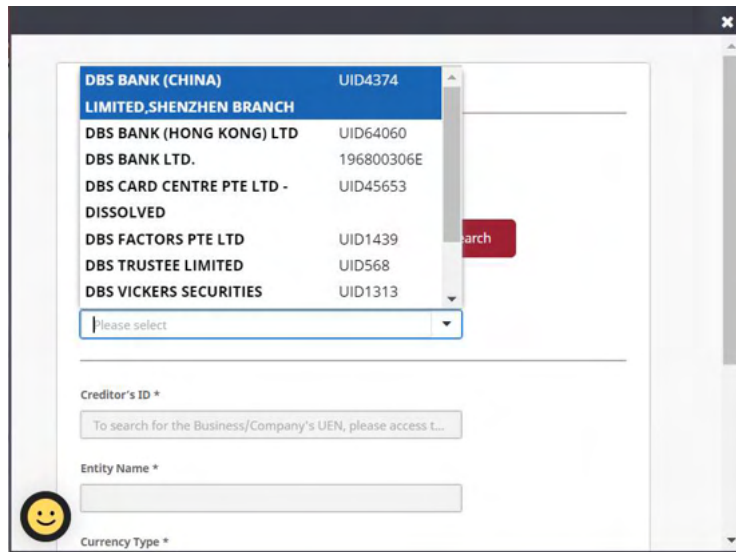 DBS BANK (CHINA) UID4374
LIMITED,SHENZHEN BRANCH
DBS BANK (HONG KONG) LTD UID64060
DBS BANK LTD. 196800306E
DBS CARD CENTRE PTE LTD - UID45653
DISSOLVED
DBS FACTORS PTE LTD UID1439
earch
DBS TRUSTEE LIMITED UID568
DBS VICKERS SECURITIES UID1313
Please select
Creditor's ID *
To search for the Business/Company's UEN, please access t...
Entity Name *
Currency Type *